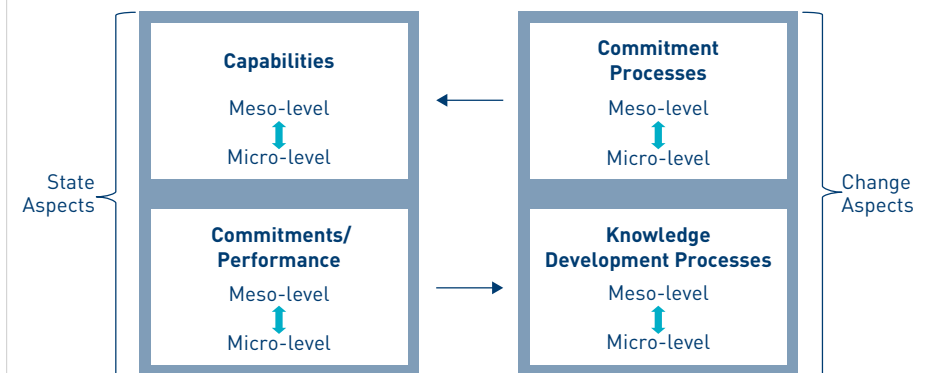 Capabilities
Meso-level
Micro-level
Commitment
Processes
Meso-level
Micro-level
State
Aspects
Change
Aspects
Commitments/
Performance
Meso-level
Micro-level
Knowledge
Development Processes
Meso-level
Micro-level